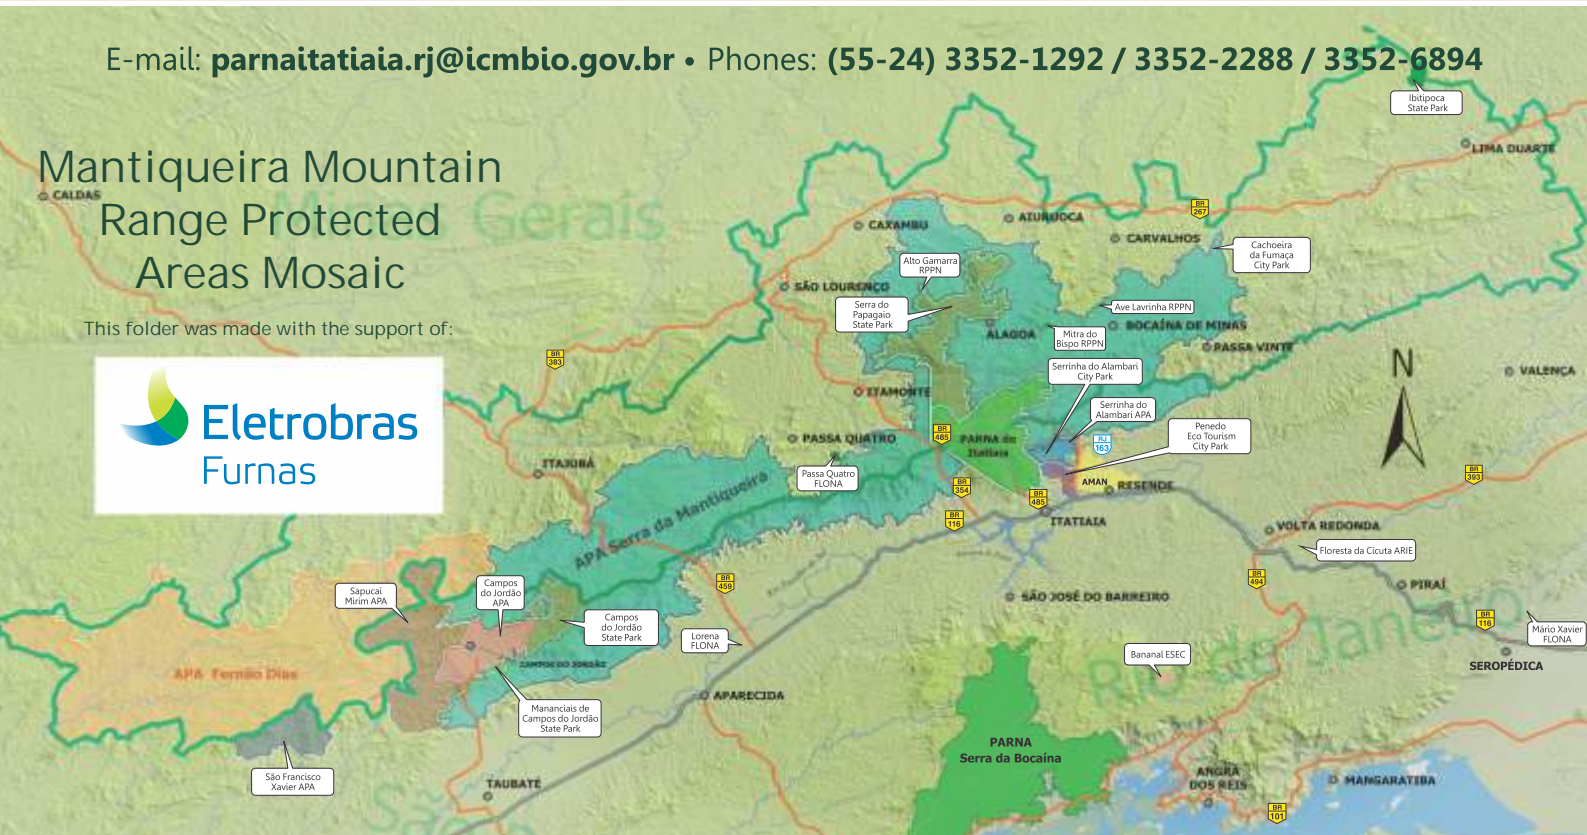 E-mail: parnaitatiaia.rj@icmbio.gov.br • Phones: (55-24) 3352-1292 / 3352-2288 / 3352-6894
Ibitipoca
State Park
LIMA DUARTE
Mantiqueira Mountain
Range Protected
Areas Mosaic
CALDAS
Minas Gerais
This folder was made with the support of:
Eletrobras
Furnas
BR
267
CAXAMBU
AIURUOCA
CARVALHOS
Cachoeira
da Fumaça
City Park
Alto Gamarra
RPPN
SÃO LOURENÇO
Serra do
Papagaio
State Park
Ave Lavrinha RPPN
ALAGOA
Mitra do
Bispo RPPN
BOCAÍNA DE MINAS
PASSA VINTE
BR
383
Serrinha do Alambari
City Park
VALENÇA
N
ITAMONTE
Serrinha do
Alambari APA
Penedo
Eco Tourism
City Park
BR
485
PARNA do
Itatiaia
RJ
163
PASSA QUATRO
ITAJUBÁ
Passa Quatro
FLONA
BR
354
AMAN
RESENDE
BR
485
BR
393
BR
116
ITATIAIA
VOLTA REDONDA
APA Serra da Mantiqueira
Floresta da Cicuta ARIE
BR
459
BR
494
PIRAÍ
Sapucaí
Mirim APA
Campos
do Jordão
APA
SÃO JOSÉ DO BARREIRO
Rio de Janeiro
BR
116
Campos
do Jordão
State Park
Lorena
FLONA
Mário Xavier
FLONA
Bananal ESEC
SEROPÉDICA
CAMPOS DO JORDÃO
APA Fernão Dias
APARECIDA
Mananciais de
Campos do Jordão
State Park
PARNA
Serra da Bocaína
São Francisco
Xavier APA
TAUBATÉ
ANGRA
DOS REIS
MANGARATIBA
BR
101